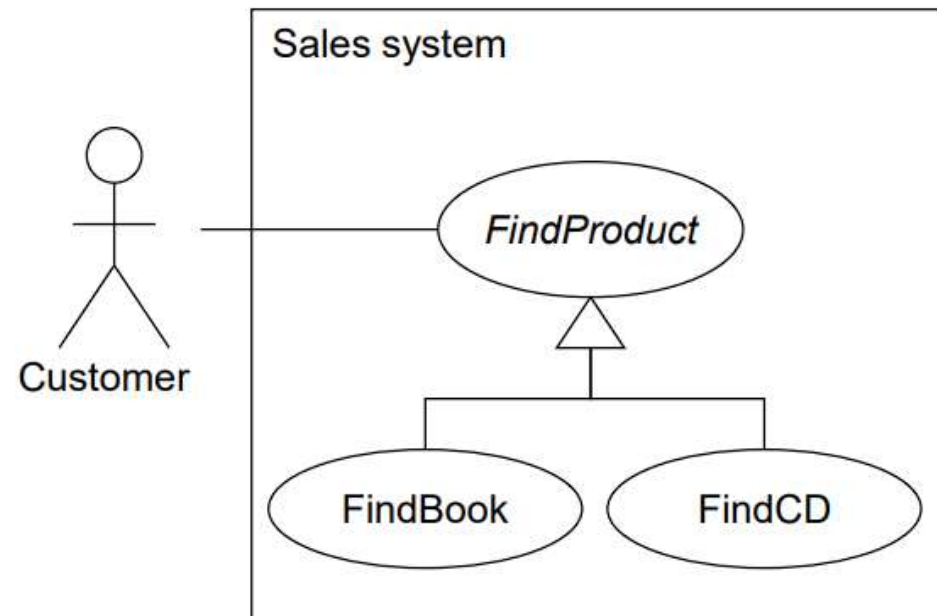 Sales system
FindProduct
Customer
FindBook
FindCD